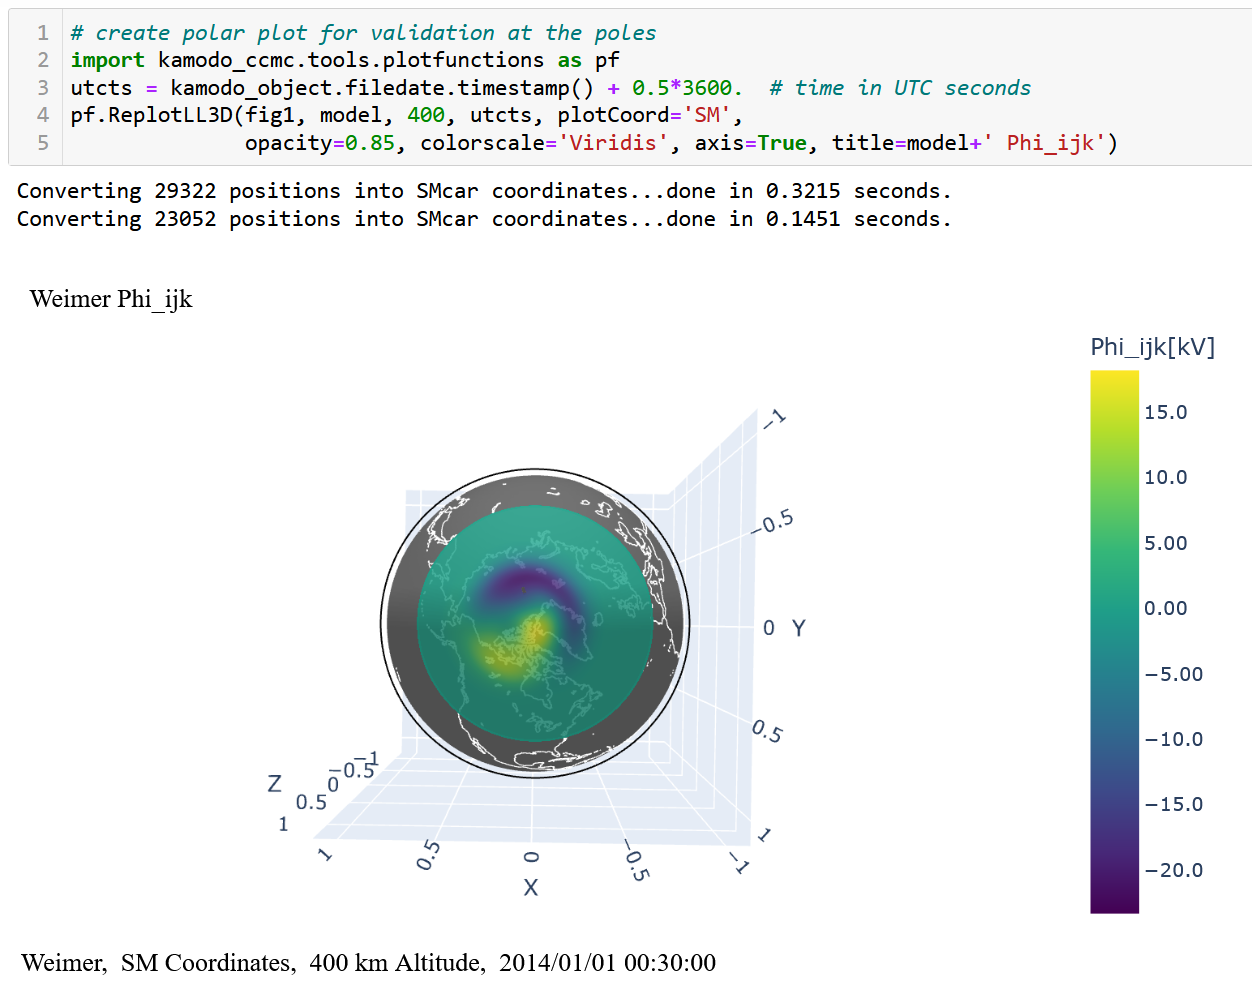 1 # create polar plot for validation at the poles
2 import kamodo_ccmc.tools.plotfunctions as pf
3 utcts = kamodo_object.filedate.timestamp() + 0.5*3600.  # time in UTC seconds
4 pf.ReplotLL3D(fig1, model, 400, utcts, plotCoord='SM',
5               opacity=0.85, colorscale='Viridis', axis=True, title=model+' Phi_ijk')
Converting 29322 positions into SMcar coordinates...done in 0.3215 seconds.
Converting 23052 positions into SMcar coordinates...done in 0.1451 seconds.
Weimer Phi_ijk
Phi_ijk[kV]
15.0
10.0
5.00
0.00
−5.00
−10.0
−15.0
−20.0
−1
−0.5
0 Y
0.5
1
Z
−1
−0.5
0
0.5
1
1
0.5
0
−0.5
−1
X
Weimer,  SM Coordinates,  400 km Altitude,  2014/01/01 00:30:00